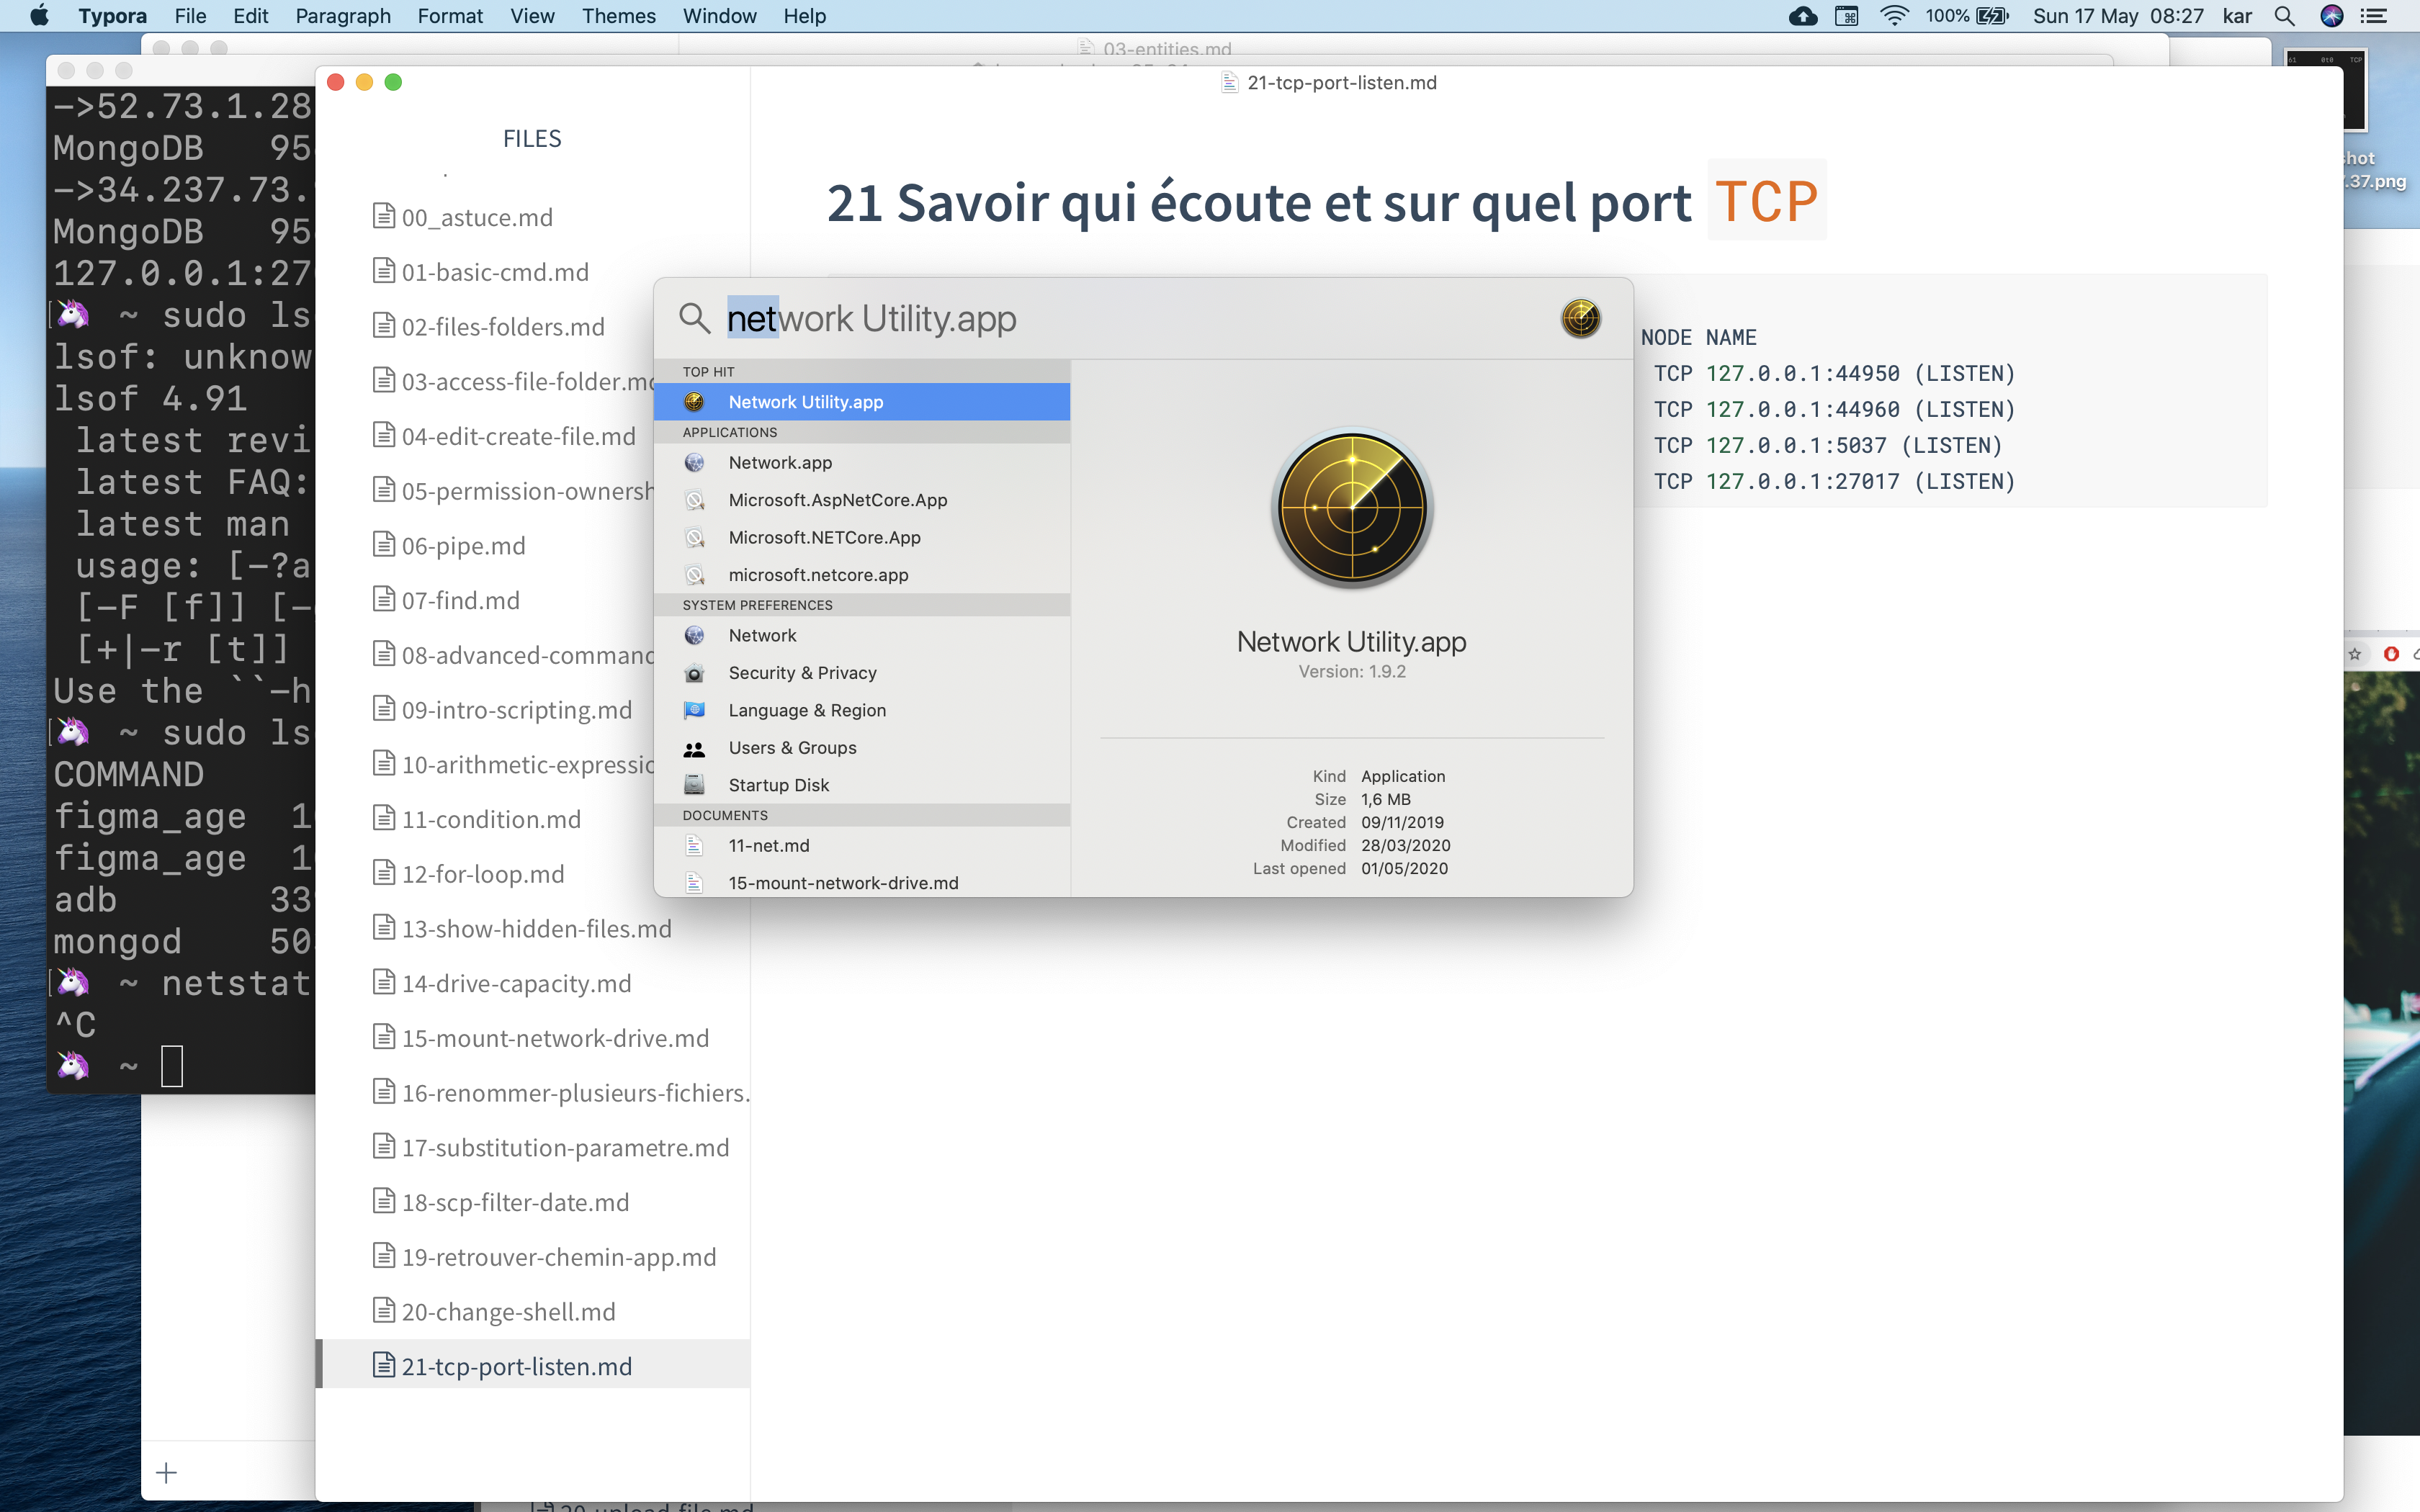 Typora File Edit Paragraph Format View Themes Window Help
100% Sun 17 May 08:27 kar
03-entities.md
21-tcp-port-listen.md
61 0t0 TCP
.37.png
->52.73.1.28
MongoDB 95
->34.237.73.
MongoDB 95
127.0.0.1:27
~ sudo ls
lsof: unknow
lsof 4.91
latest revi
latest FAQ:
latest man
usage: [-?a
[-F [f]] [-
[+|-r [t]]
Use the ``-h
~ sudo ls
COMMAND
figma_age 1
figma_age 1
adb 33
mongod 50
~ netstat
^C
~
FILES
00_astuce.md
01-basic-cmd.md
02-files-folders.md
03-access-file-folder.md
04-edit-create-file.md
05-permission-ownersh
06-pipe.md
07-find.md
08-advanced-command
09-intro-scripting.md
10-arithmetic-expressio
11-condition.md
12-for-loop.md
13-show-hidden-files.md
14-drive-capacity.md
15-mount-network-drive.md
16-renommer-plusieurs-fichiers.
17-substitution-parametre.md
18-scp-filter-date.md
19-retrouver-chemin-app.md
20-change-shell.md
21-tcp-port-listen.md
21 Savoir qui écoute et sur quel port TCP
NODE NAME
TCP 127.0.0.1:44950 (LISTEN)
TCP 127.0.0.1:44960 (LISTEN)
TCP 127.0.0.1:5037 (LISTEN)
TCP 127.0.0.1:27017 (LISTEN)
network Utility.app
TOP HIT
Network Utility.app
APPLICATIONS
Network.app
Microsoft.AspNetCore.App
Microsoft.NETCore.App
microsoft.netcore.app
SYSTEM PREFERENCES
Network
Security & Privacy
Language & Region
Users & Groups
Startup Disk
DOCUMENTS
11-net.md
15-mount-network-drive.md
Network Utility.app
Version: 1.9.2
Kind Application
Size 1,6 MB
Created 09/11/2019
Modified 28/03/2020
Last opened 01/05/2020
20-upload-file.md